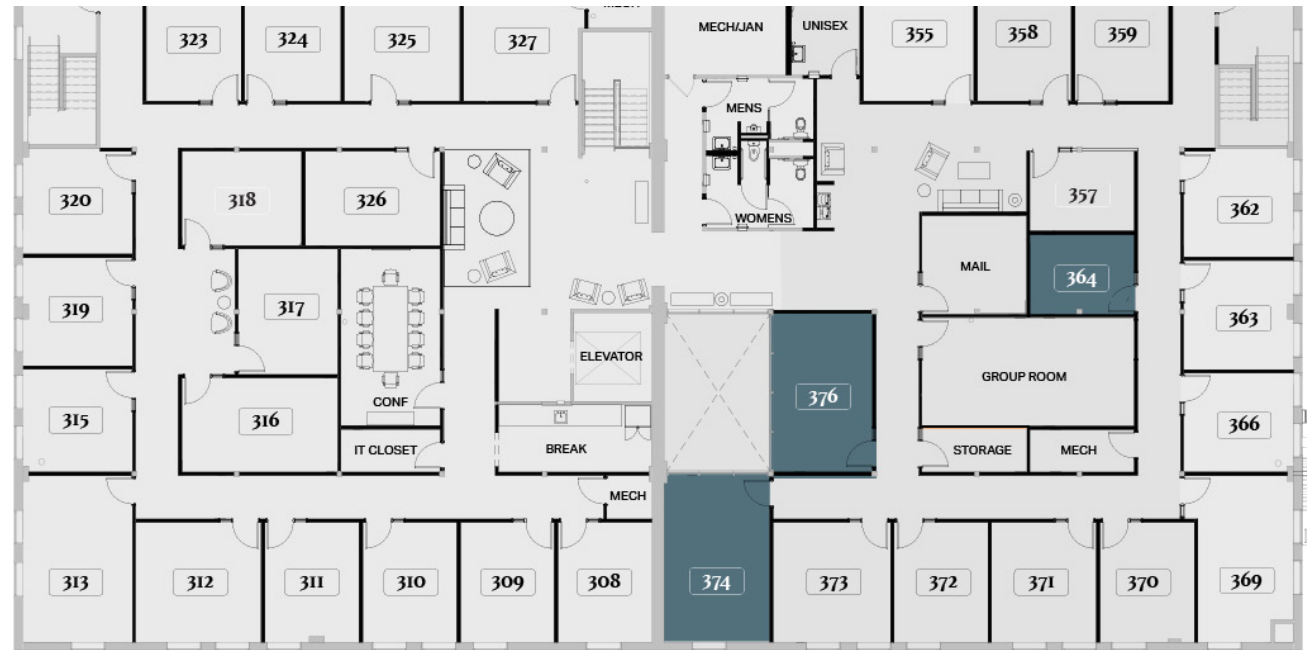 MECH
MECH/JAN
UNISEX
323
324
325
327
355
358
359
MENS
320
318
326
WOMENS
357
362
MAIL
364
319
317
363
ELEVATOR
GROUP ROOM
376
CONF
315
316
366
IT CLOSET
BREAK
STORAGE
MECH
MECH
313
312
311
310
309
308
374
373
372
371
370
369